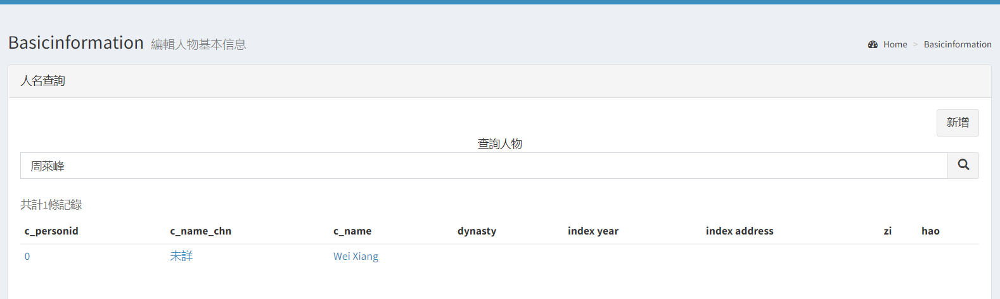 Basicinformation 編輯人物基本信息
Home > Basicinformation
人名查詢
新增
查詢人物
周萊峰
共計1條記錄
c_personid c_name_chn c_name dynasty index year index address zi hao
0 未詳 Wei Xiang